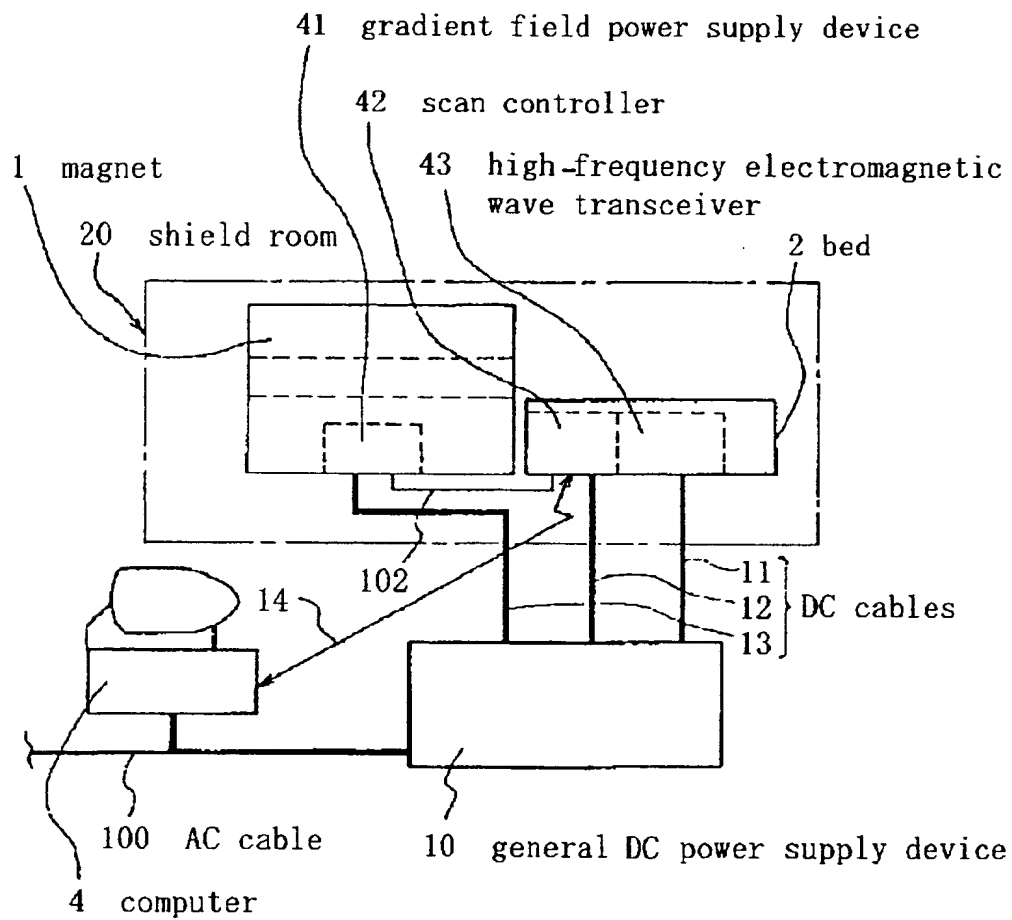 41 gradient field power supply device
42 scan controller
1 magnet
43 high-frequency electromagnetic
wave transceiver
20 shield room
2 bed
102
11
12
13
DC cables
14
100 AC cable
10 general DC power supply device
4 computer